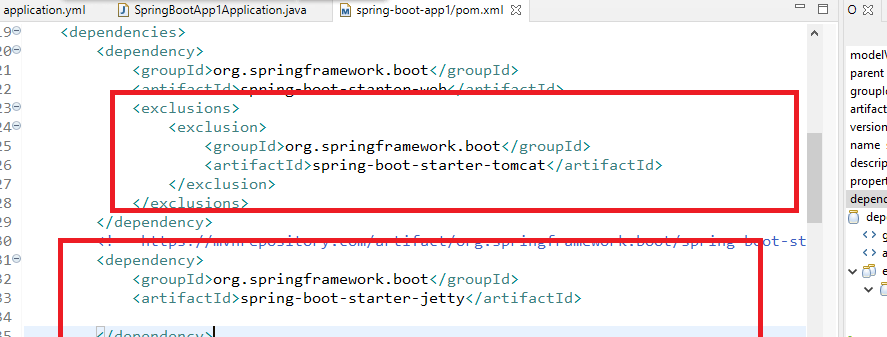 application.yml
SpringBootApp1Application.java
spring-boot-app1/pom.xml
19 <dependencies>
20 <dependency>
21 <groupId>org.springframework.boot</groupId>
22 <artifactId>spring-boot-starter-web</artifactId>
23 <exclusions>
24 <exclusion>
25 <groupId>org.springframework.boot</groupId>
26 <artifactId>spring-boot-starter-tomcat</artifactId>
27 </exclusion>
28 </exclusions>
29 </dependency>
30 https://mvnrepository.com/artifact/org.springframework.boot/spring-boot-st
31 <dependency>
32 <groupId>org.springframework.boot</groupId>
33 <artifactId>spring-boot-starter-jetty</artifactId>
34
35 </dependency>
O
modelV
parent
groupId
artifact
version
name
descrip
propert
depend
dep
g
a
e